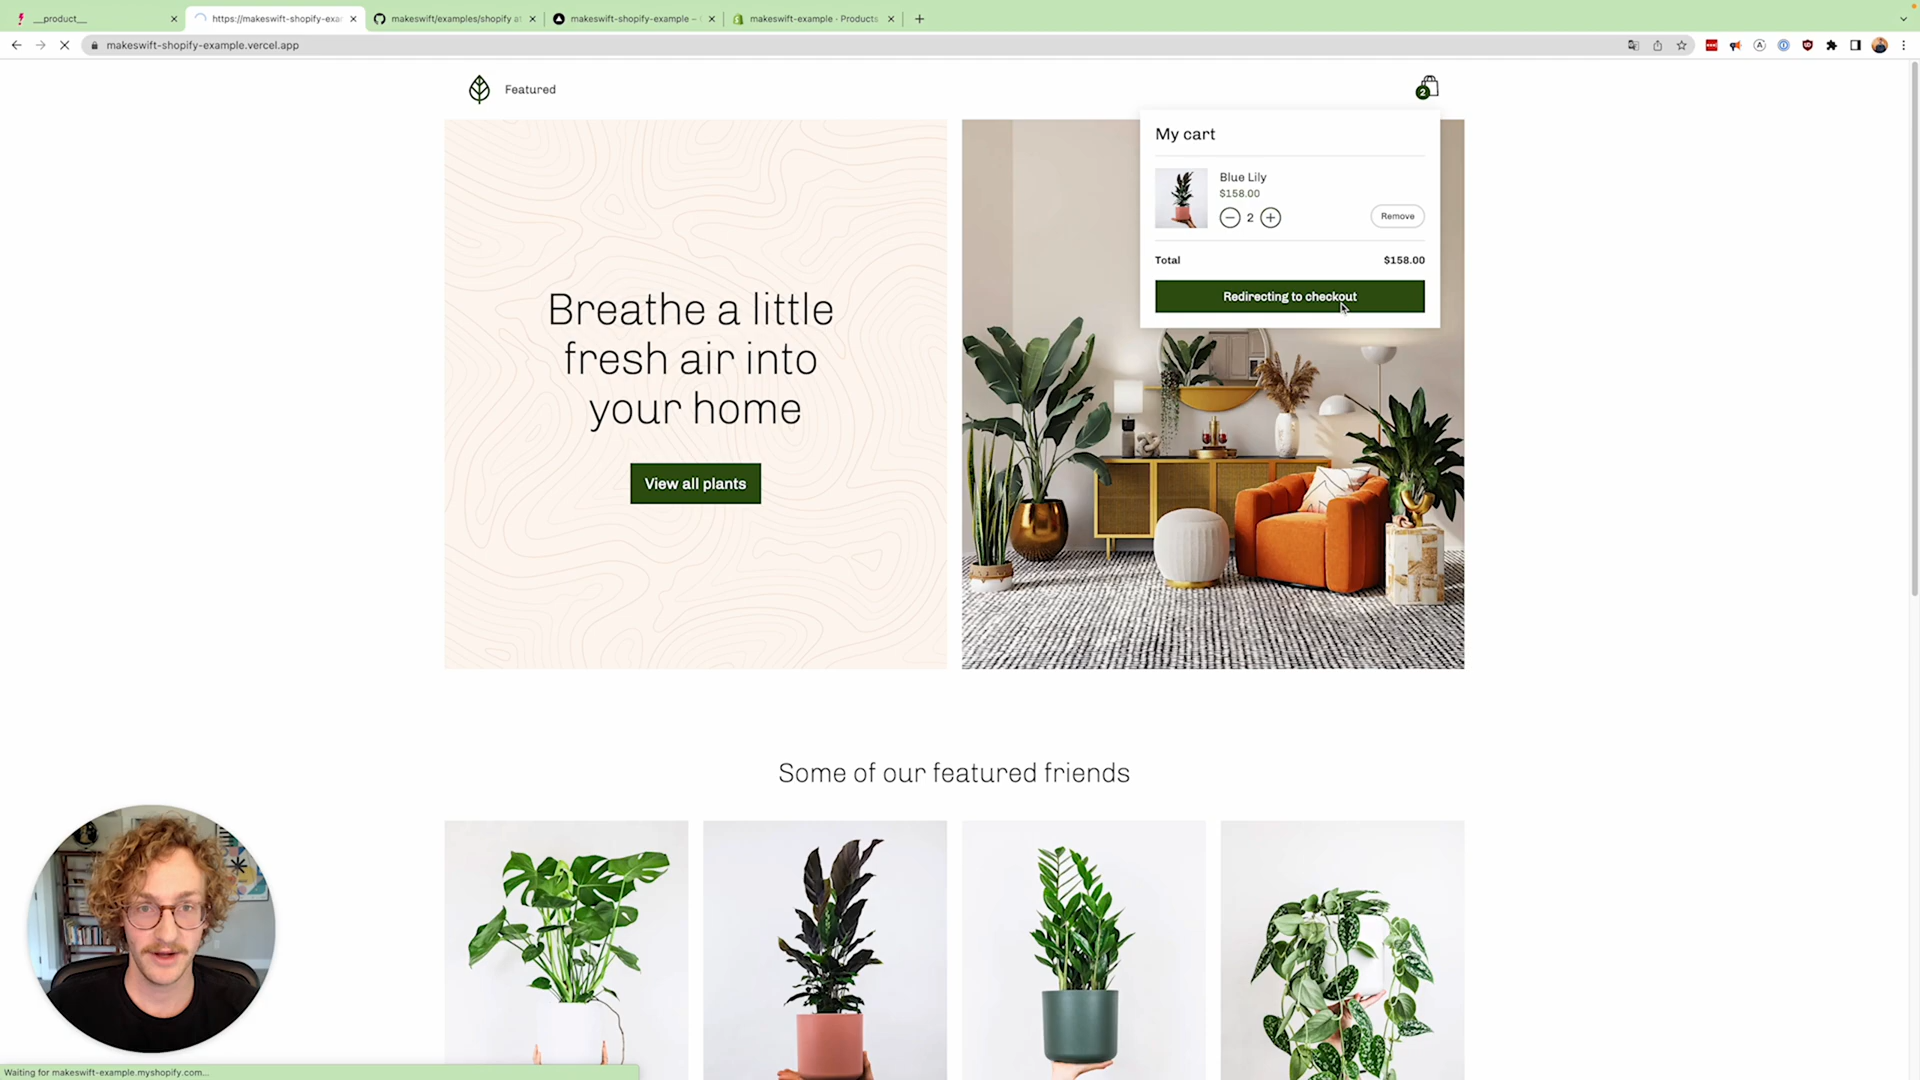 __product__
https://makeswift-shopify-exar
makeswift/examples/shopify at
makeswift-shopify-example –
makeswift-example · Products
makeswift-shopify-example.vercel.app
Featured
2
My cart
Blue Lily
$158.00
2
Remove
Total
$158.00
Redirecting to checkout
Breathe a little
fresh air into
your home
View all plants
Some of our featured friends
Waiting for makeswift-example.myshopify.com...